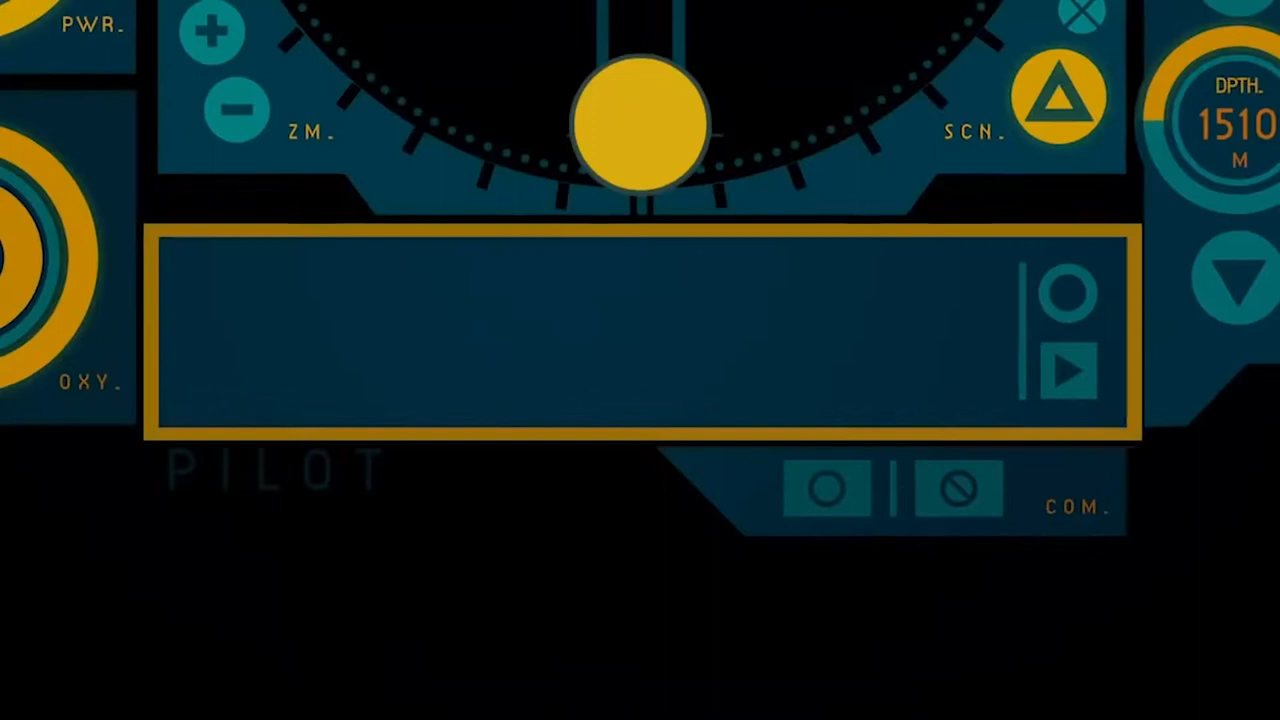 PWR.
ZM.
SCN.
DPTH.
1510
M
OXY.
PILOT
COM.